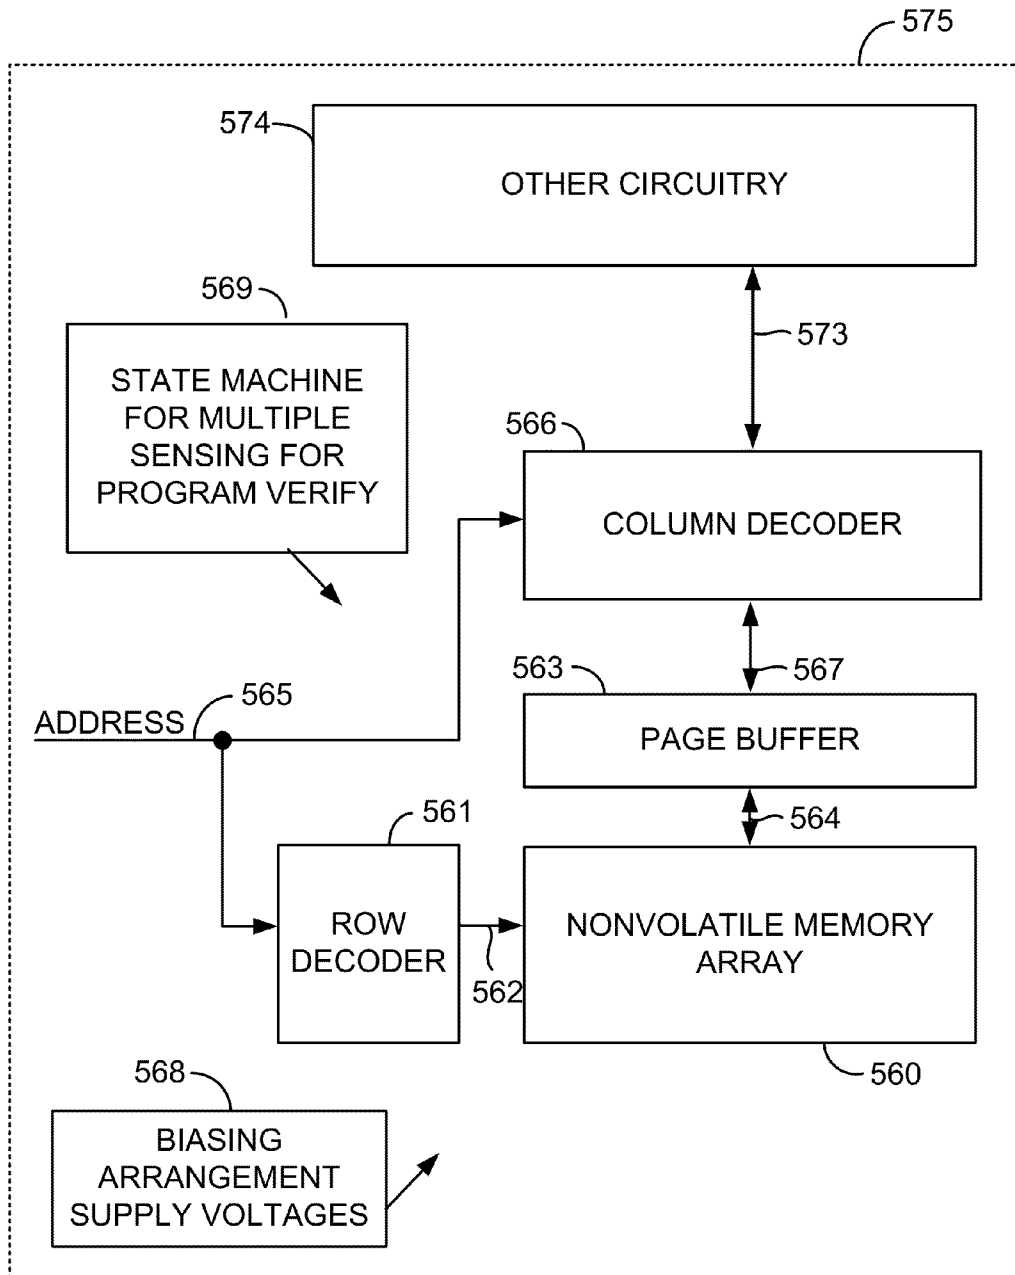 575
574
OTHER CIRCUITRY
569
573
STATE MACHINE
FOR MULTIPLE
SENSING FOR
PROGRAM VERIFY
566
COLUMN DECODER
563
567
565
ADDRESS
PAGE BUFFER
561
564
ROW
DECODER
NONVOLATILE MEMORY
ARRAY
562
568
560
BIASING
ARRANGEMENT
SUPPLY VOLTAGES